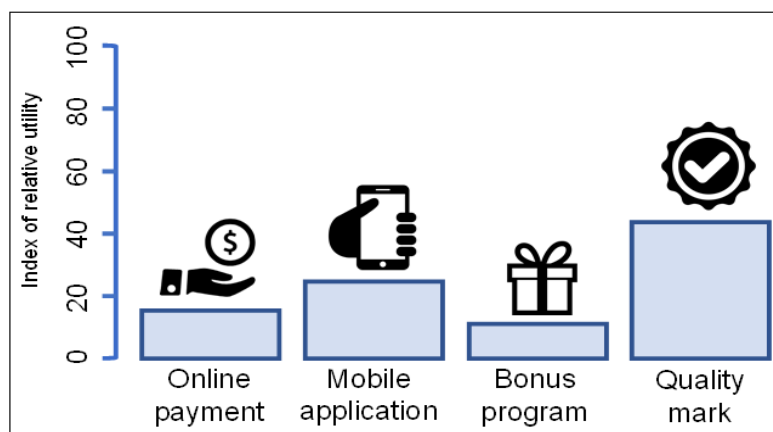 Index of relative utility
100
80
60
40
20
0
$
Online
payment
Mobile
application
Bonus
program
Quality
mark